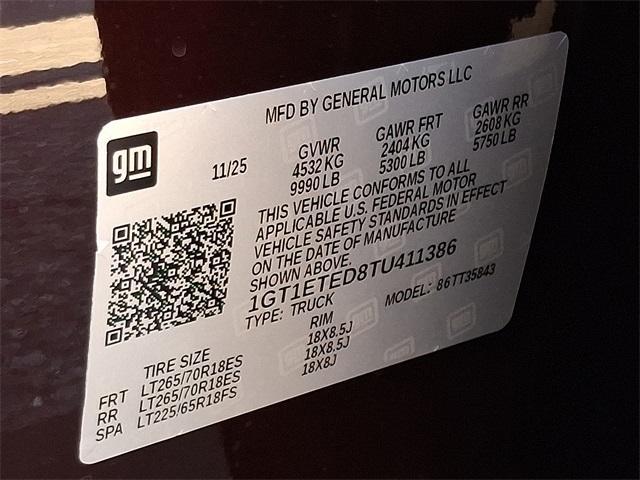 MFD BY GENERAL MOTORS LLC
gm
11/25
GVWR
4532 KG
9990 LB
GAWR FRT
2404 KG
5300 LB
GAWR RR
2608 KG
5750 LB
THIS VEHICLE CONFORMS TO ALL
APPLICABLE U.S. FEDERAL MOTOR
VEHICLE SAFETY STANDARDS IN EFFECT
ON THE DATE OF MANUFACTURE
SHOWN ABOVE.
1GT1ETED8TU411386
TYPE: TRUCK
MODEL: 86TT35843
TIRE SIZE RIM
FRT LT265/70R18ES 18X8.5J
RR LT265/70R18ES 18X8.5J
SPA LT225/65R18FS 18X8J